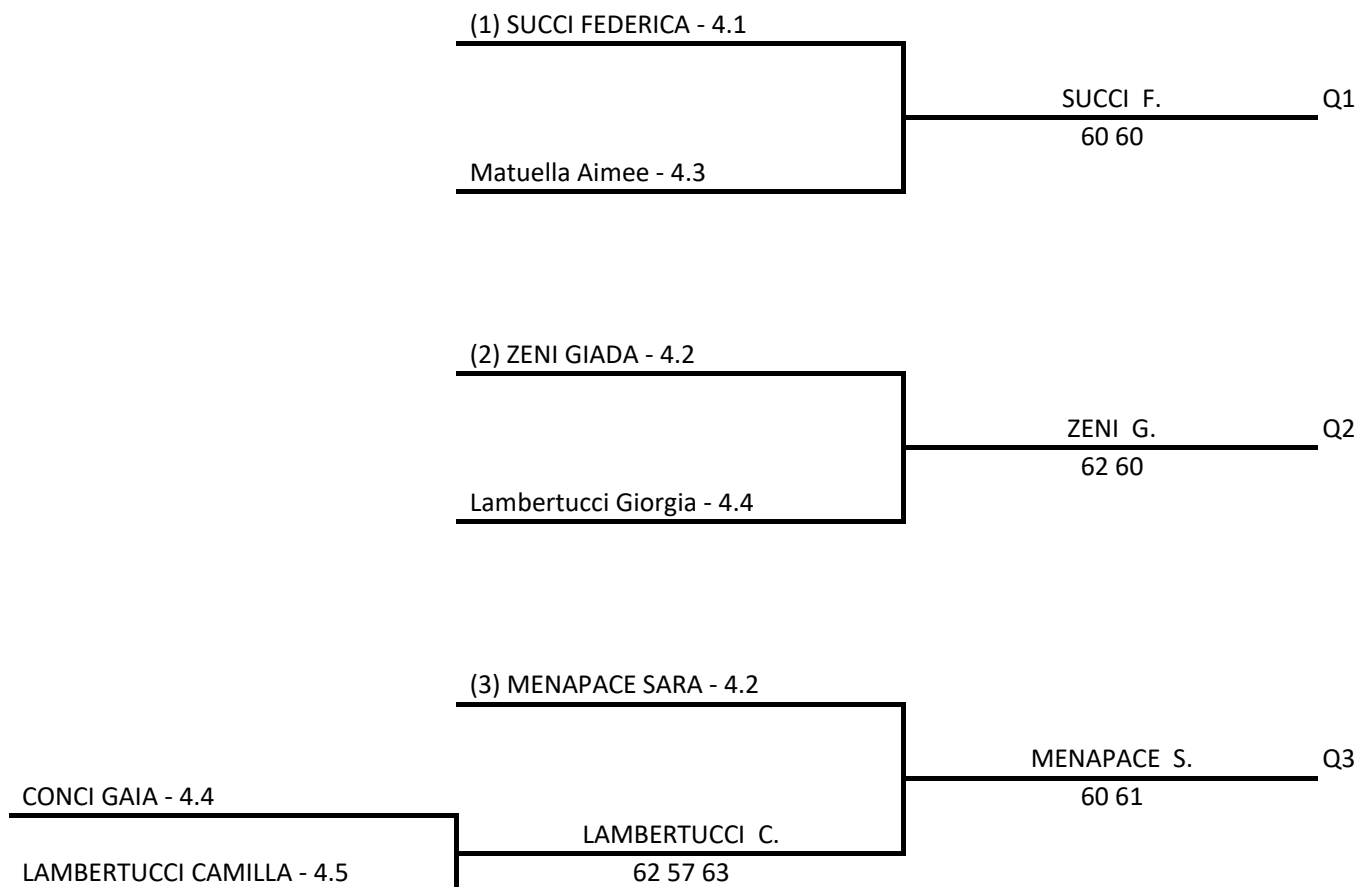 (1) SUCCI FEDERICA - 4.1
SUCCI F.
Q1
60 60
Matuella Aimee - 4.3
(2) ZENI GIADA - 4.2
ZENI G.
Q2
62 60
Lambertucci Giorgia - 4.4
(3) MENAPACE SARA - 4.2
MENAPACE S.
Q3
60 61
CONCI GAIA - 4.4
LAMBERTUCCI C.
62 57 63
LAMBERTUCCI CAMILLA - 4.5